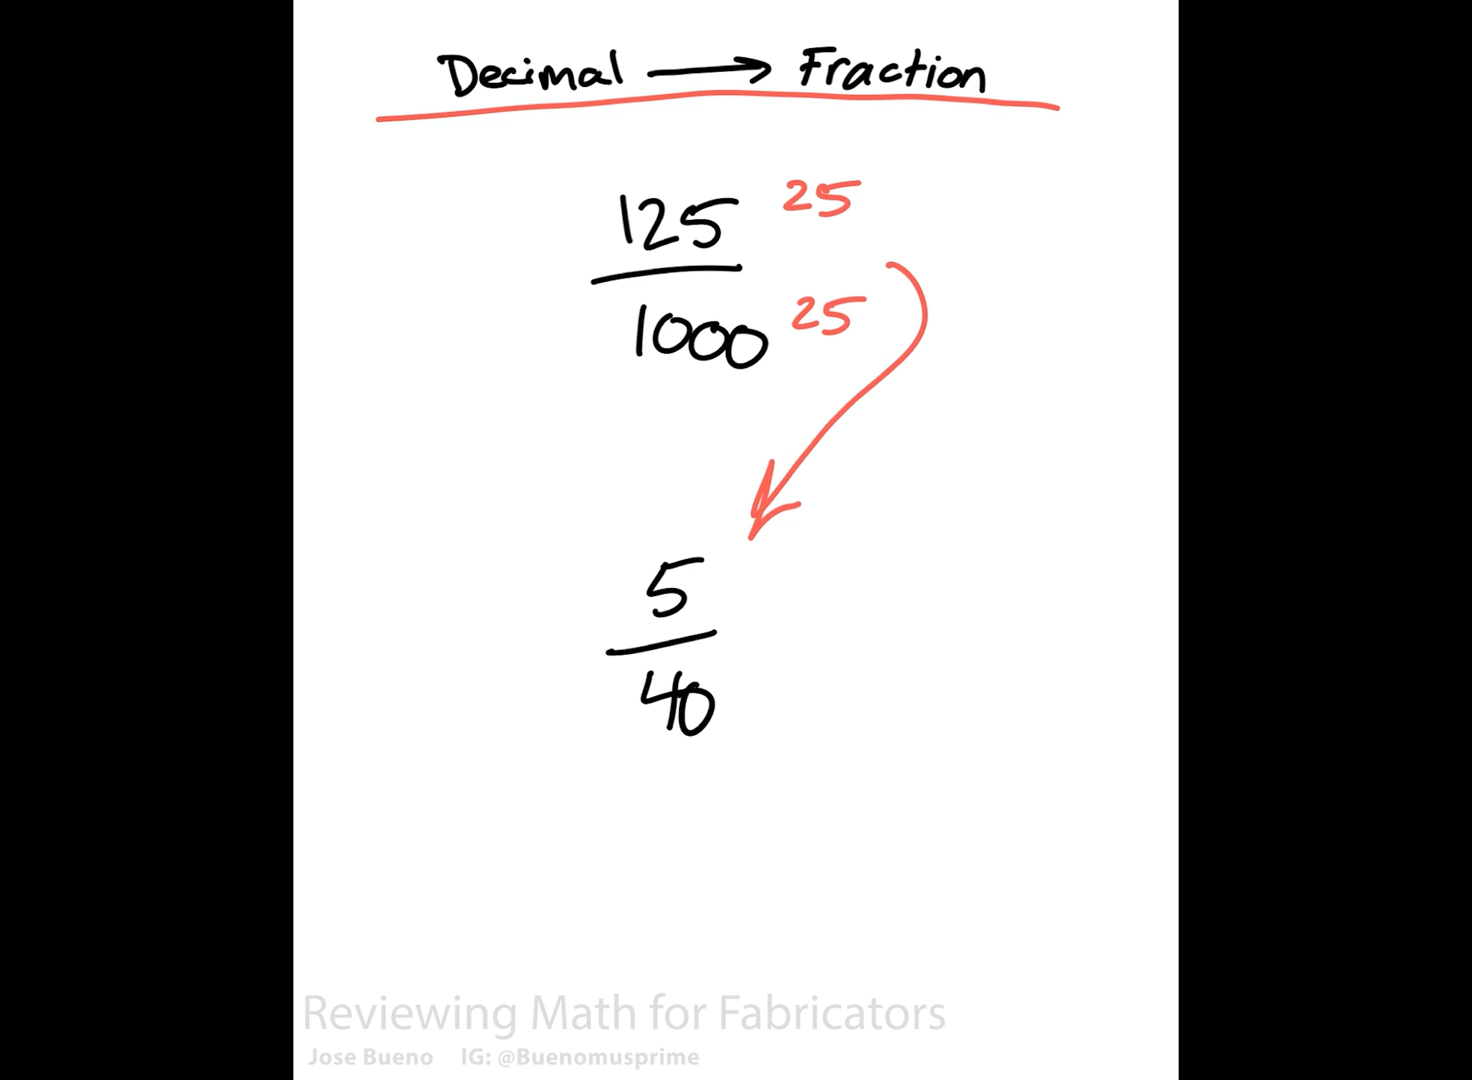 Decimal → Fraction
125 25
1000 25
5
40
Reviewing Math for Fabricators
Jose Bueno IG: @Buenomusprime